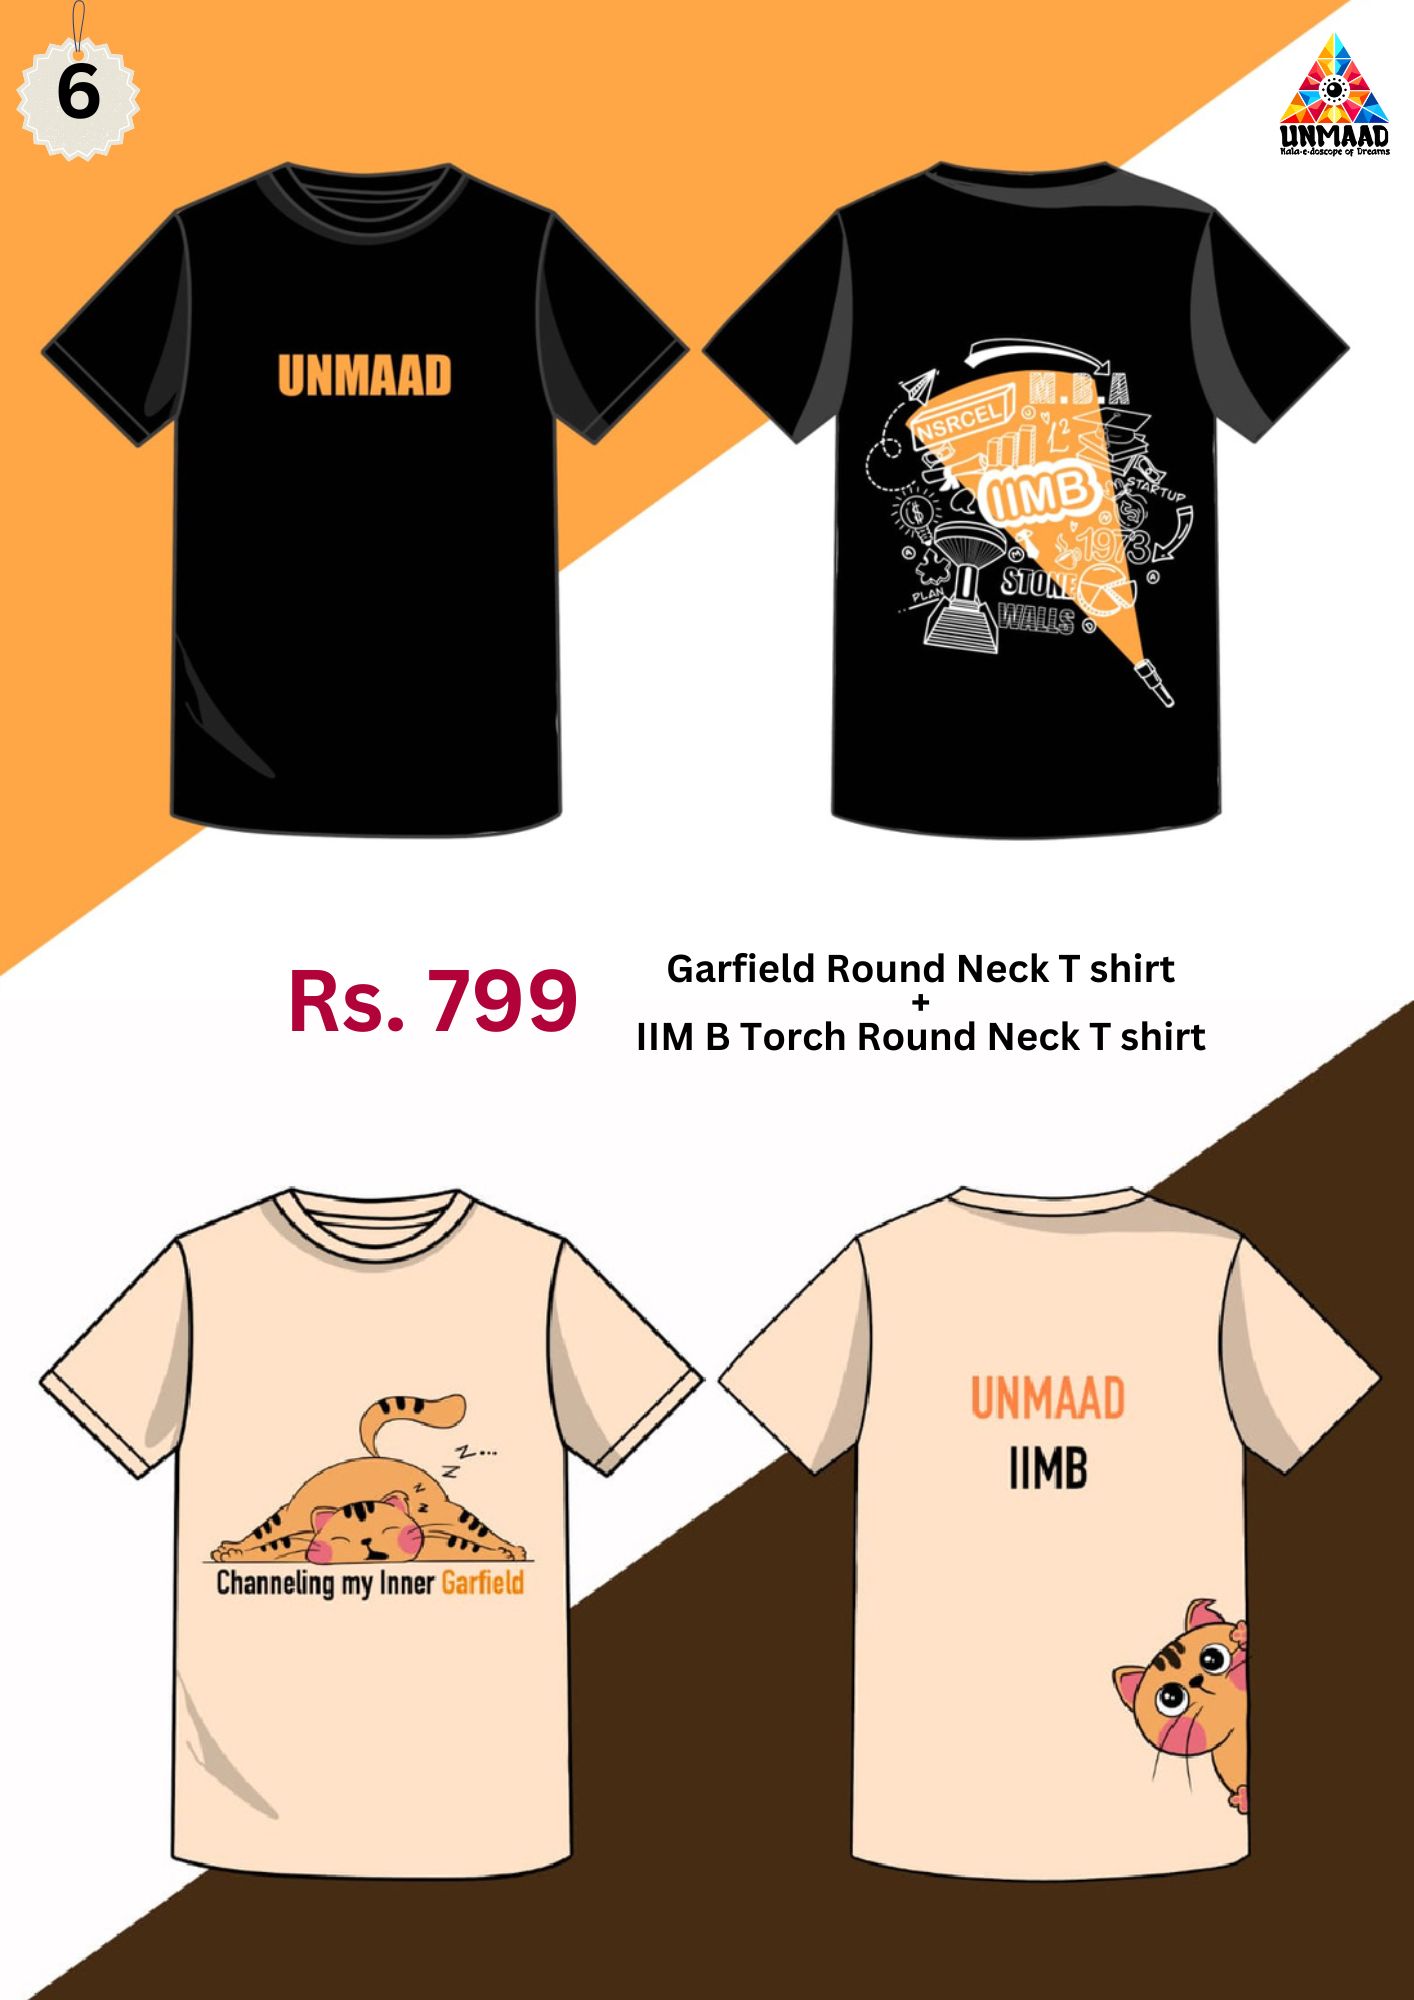 6
UNMAAD
Kala-e-doscope of Dreams
UNMAAD
M.B.A
NSRCEL
L²
IIMB
STARTUP
$
1973
STONE
WALLS
PLAN
Rs. 799
Garfield Round Neck T shirt
+
IIM B Torch Round Neck T shirt
z...
z
z
z
Channeling my Inner Garfield
UNMAAD
IIMB